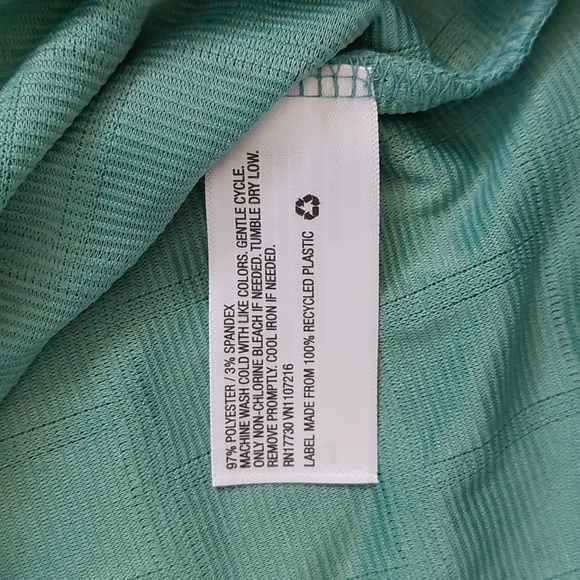 97% POLYESTER / 3% SPANDEX
MACHINE WASH COLD WITH LIKE COLORS. GENTLE CYCLE.
ONLY NON-CHLORINE BLEACH IF NEEDED. TUMBLE DRY LOW.
REMOVE PROMPTLY. COOL IRON IF NEEDED.
RN17730 VN1107216
LABEL MADE FROM 100% RECYCLED PLASTIC